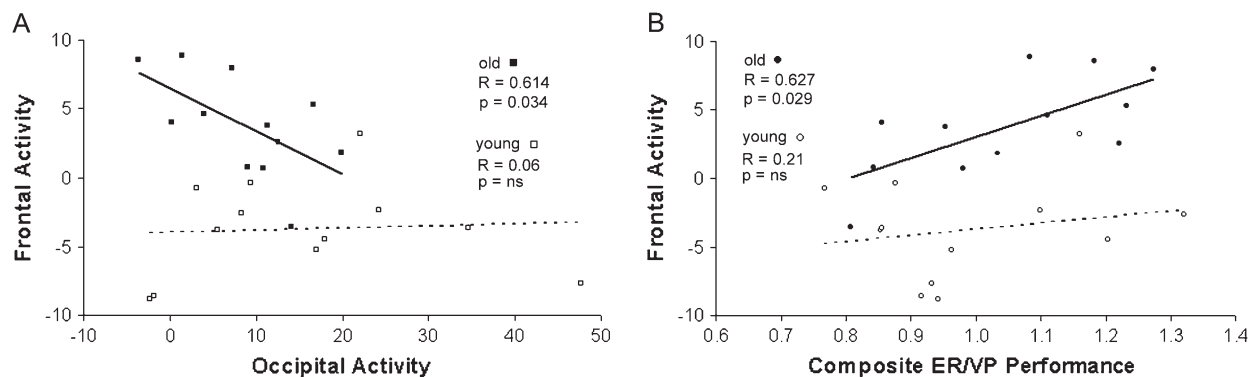 A
Frontal Activity
10
5
0
-5
-10
old
R = 0.614
p = 0.034
young
R = 0.06
p = ns
-10 0 10 20 30 40 50
Occipital Activity
B
Frontal Activity
10
5
0
-5
-10
old
R = 0.627
p = 0.029
young
R = 0.21
p = ns
0.6 0.7 0.8 0.9 1.0 1.1 1.2 1.3 1.4
Composite ER/VP Performance